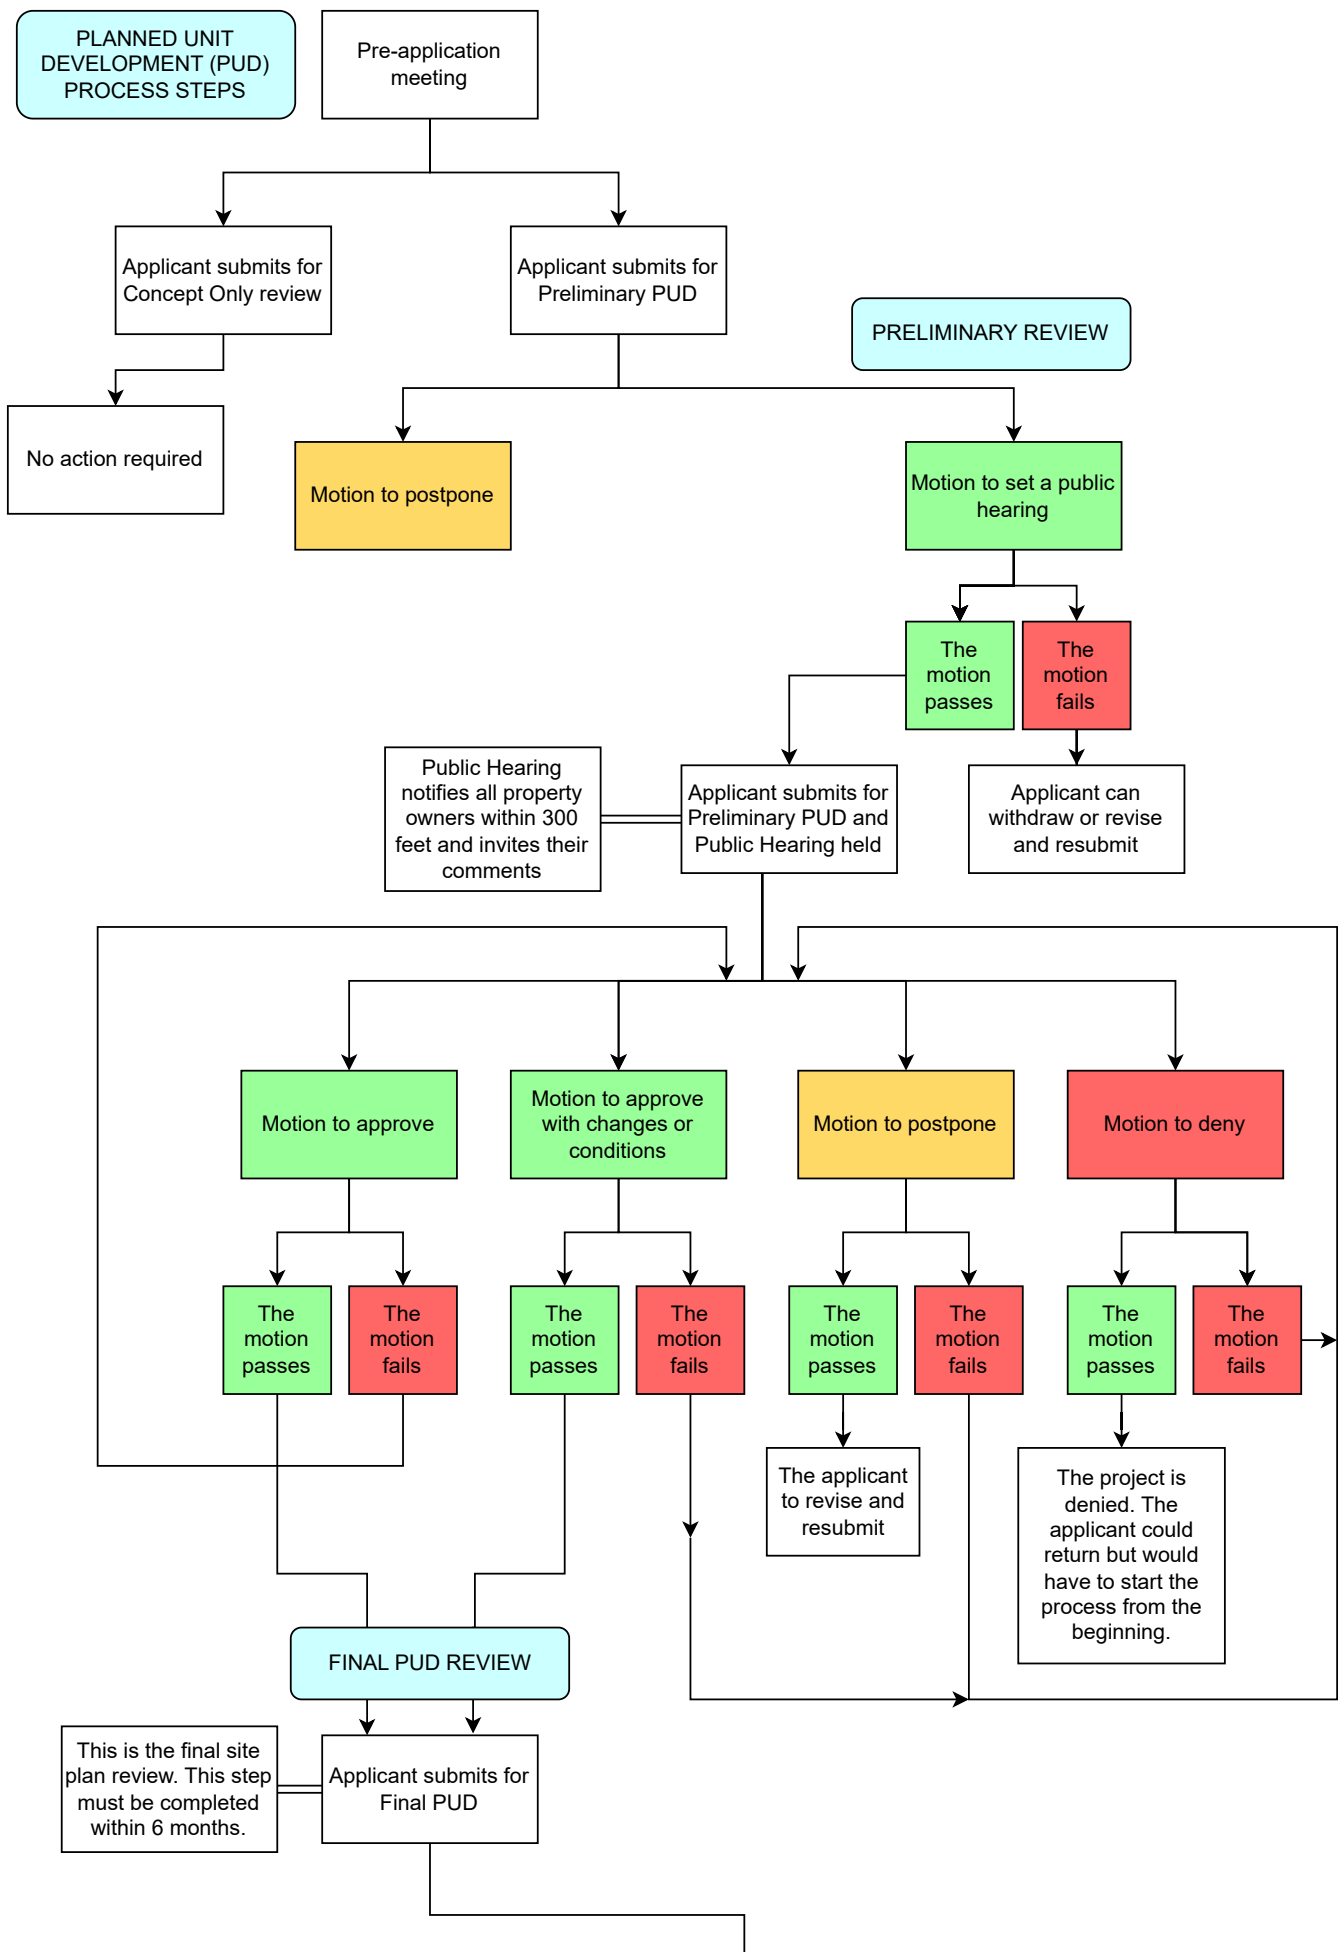 PLANNED UNIT
DEVELOPMENT (PUD)
PROCESS STEPS
Pre-application
meeting
Applicant submits for
Concept Only review
Applicant submits for
Preliminary PUD
PRELIMINARY REVIEW
No action required
Motion to postpone
Motion to set a public
hearing
The
motion
passes
The
motion
fails
Public Hearing
notifies all property
owners within 300
feet and invites their
comments
Applicant submits for
Preliminary PUD and
Public Hearing held
Applicant can
withdraw or revise
and resubmit
Motion to approve
Motion to approve
with changes or
conditions
Motion to postpone
Motion to deny
The
motion
passes
The
motion
fails
The
motion
passes
The
motion
fails
The
motion
passes
The
motion
fails
The
motion
passes
The
motion
fails
The applicant
to revise and
resubmit
The project is
denied. The
applicant could
return but would
have to start the
process from the
beginning.
FINAL PUD REVIEW
This is the final site
plan review. This step
must be completed
within 6 months.
Applicant submits for
Final PUD